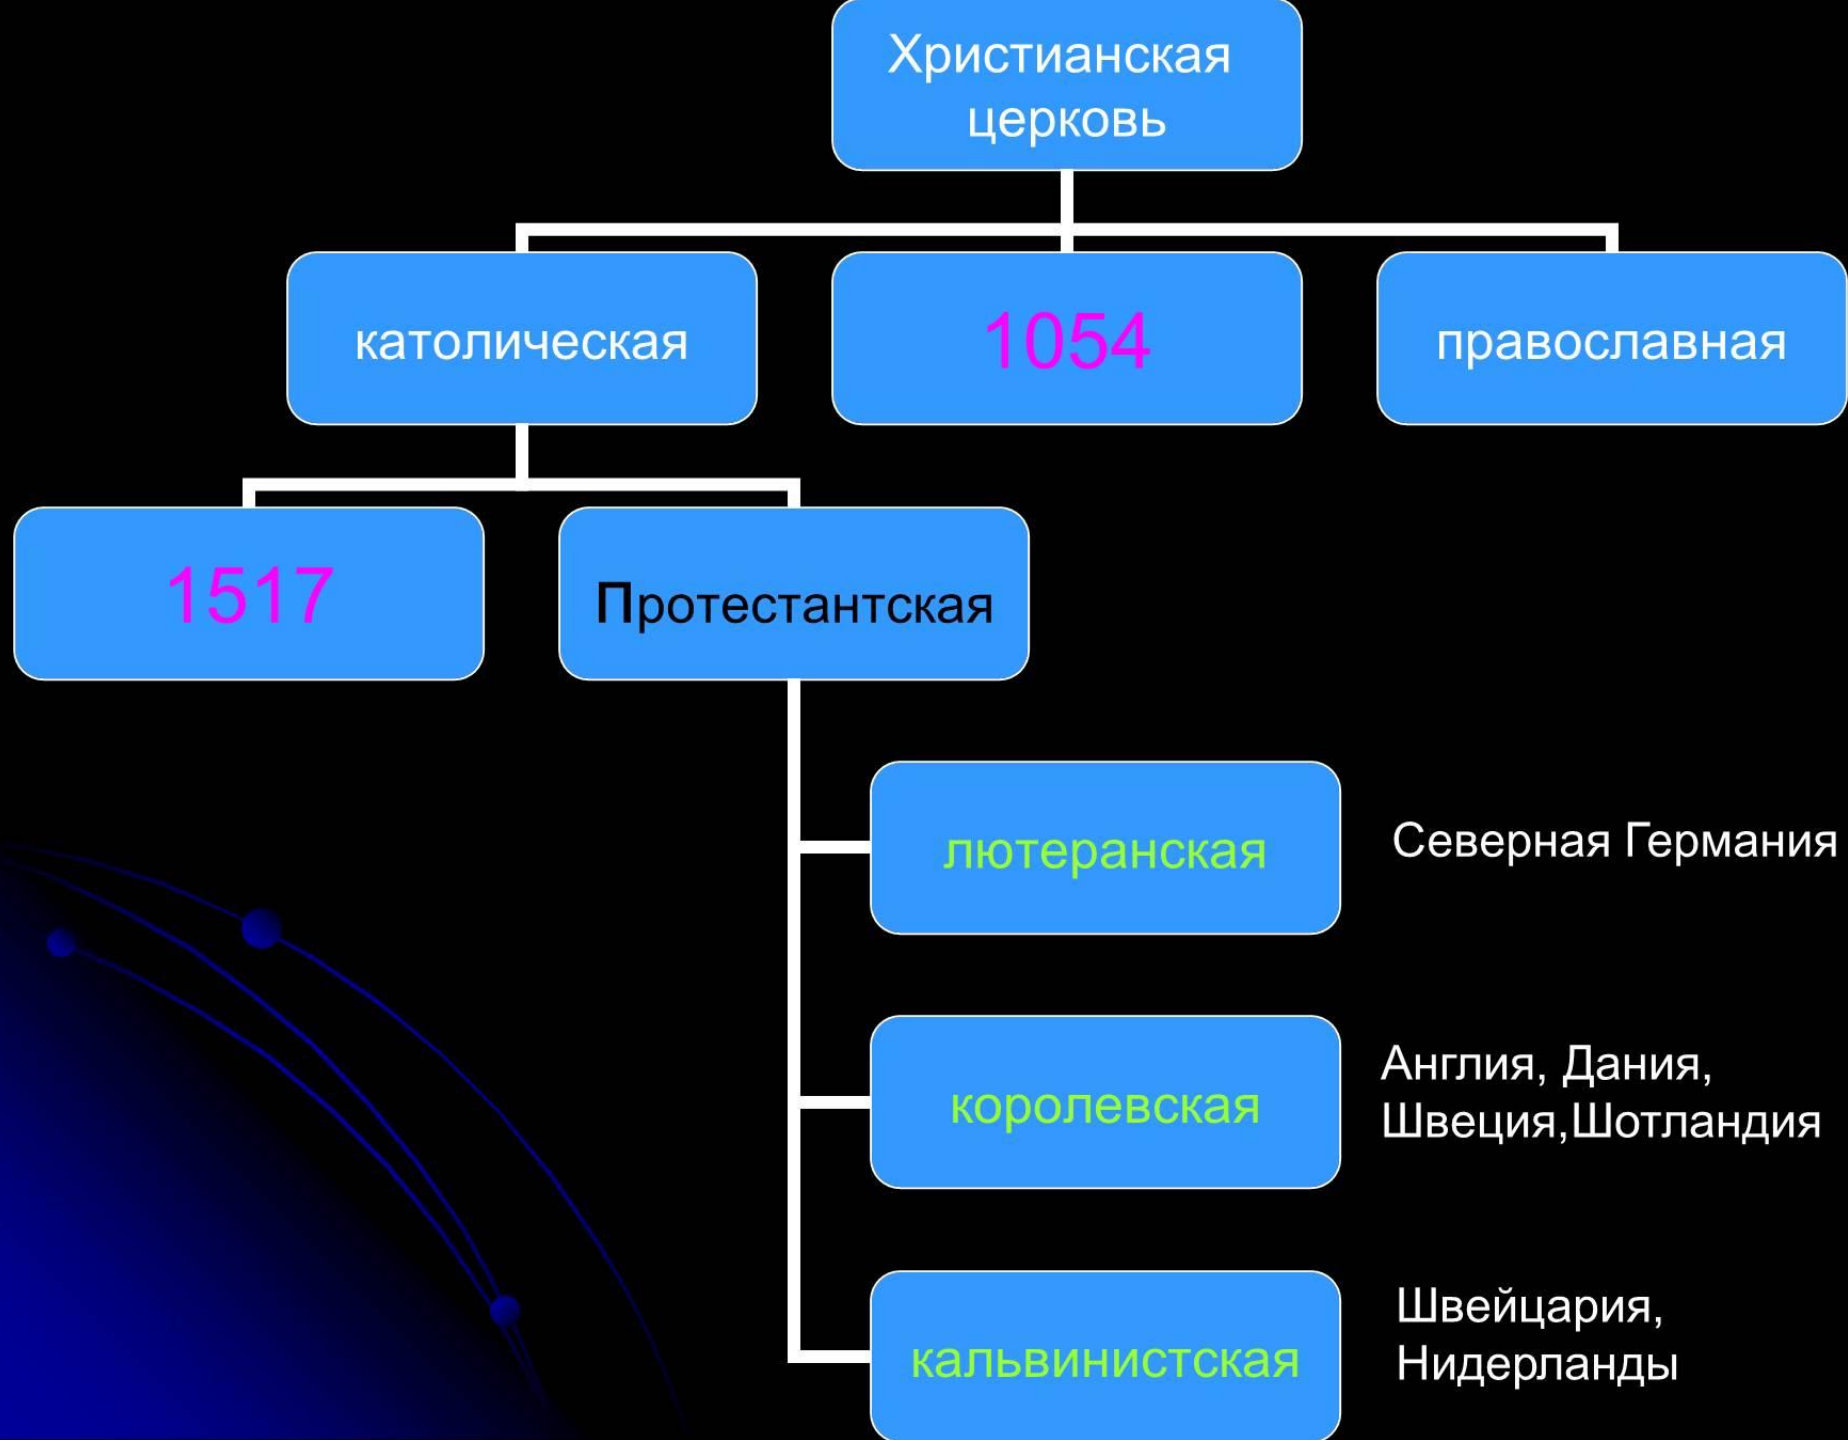 Христианская
церковь
католическая
1054
православная
1517
Протестантская
лютеранская
Северная Германия
королевская
Англия, Дания,
Швеция,Шотландия
кальвинистская
Швейцария,
Нидерланды